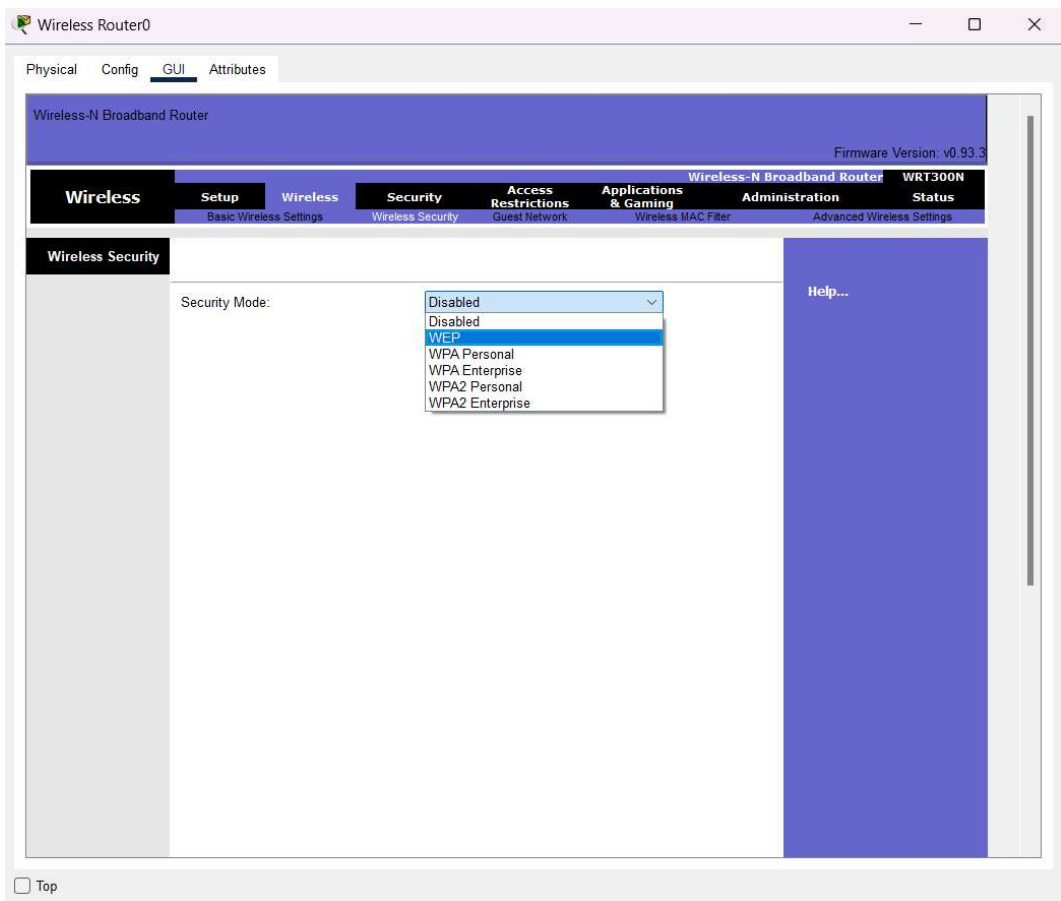 Wireless Router0
Physical Config GUI Attributes
Wireless-N Broadband Router
Firmware Version: v0.93.3
Wireless-N Broadband Router WRT300N
Wireless
Setup Wireless Security Access Restrictions Applications & Gaming Administration Status
Basic Wireless Settings Wireless Security Guest Network Wireless MAC Filter Advanced Wireless Settings
Wireless Security
Help...
Security Mode: Disabled
Disabled
WEP
WPA Personal
WPA Enterprise
WPA2 Personal
WPA2 Enterprise
Top